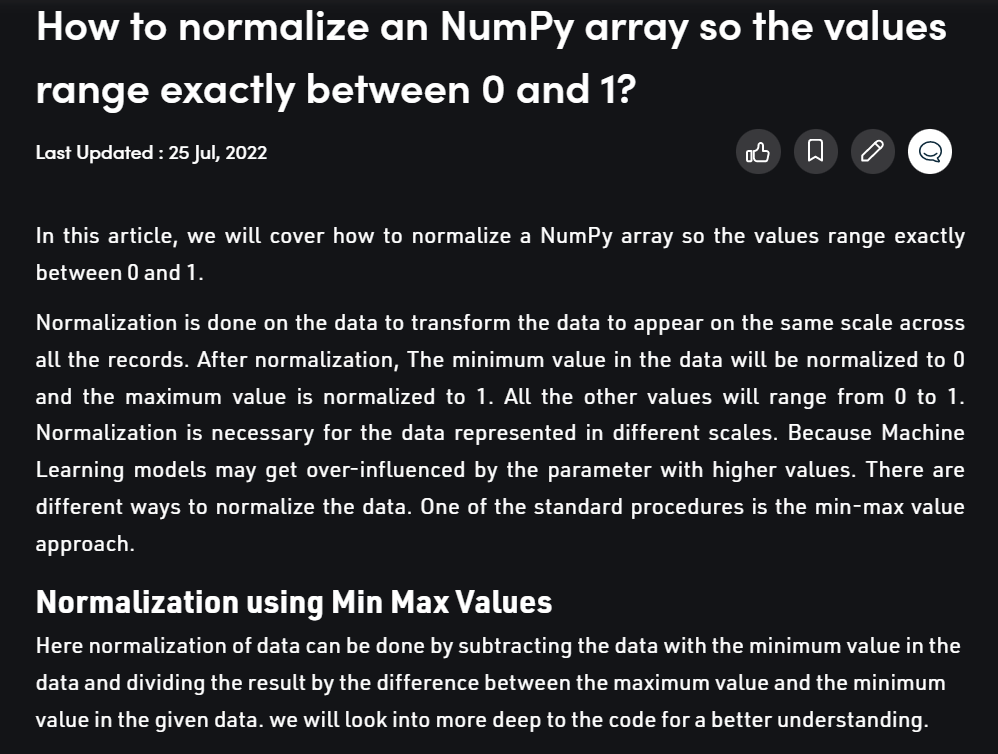 How to normalize an NumPy array so the values
range exactly between 0 and 1?
Last Updated : 25 Jul, 2022
In this article, we will cover how to normalize a NumPy array so the values range exactly
between 0 and 1.
Normalization is done on the data to transform the data to appear on the same scale across
all the records. After normalization, The minimum value in the data will be normalized to 0
and the maximum value is normalized to 1. All the other values will range from 0 to 1.
Normalization is necessary for the data represented in different scales. Because Machine
Learning models may get over-influenced by the parameter with higher values. There are
different ways to normalize the data. One of the standard procedures is the min-max value
approach.
Normalization using Min Max Values
Here normalization of data can be done by subtracting the data with the minimum value in the
data and dividing the result by the difference between the maximum value and the minimum
value in the given data. we will look into more deep to the code for a better understanding.